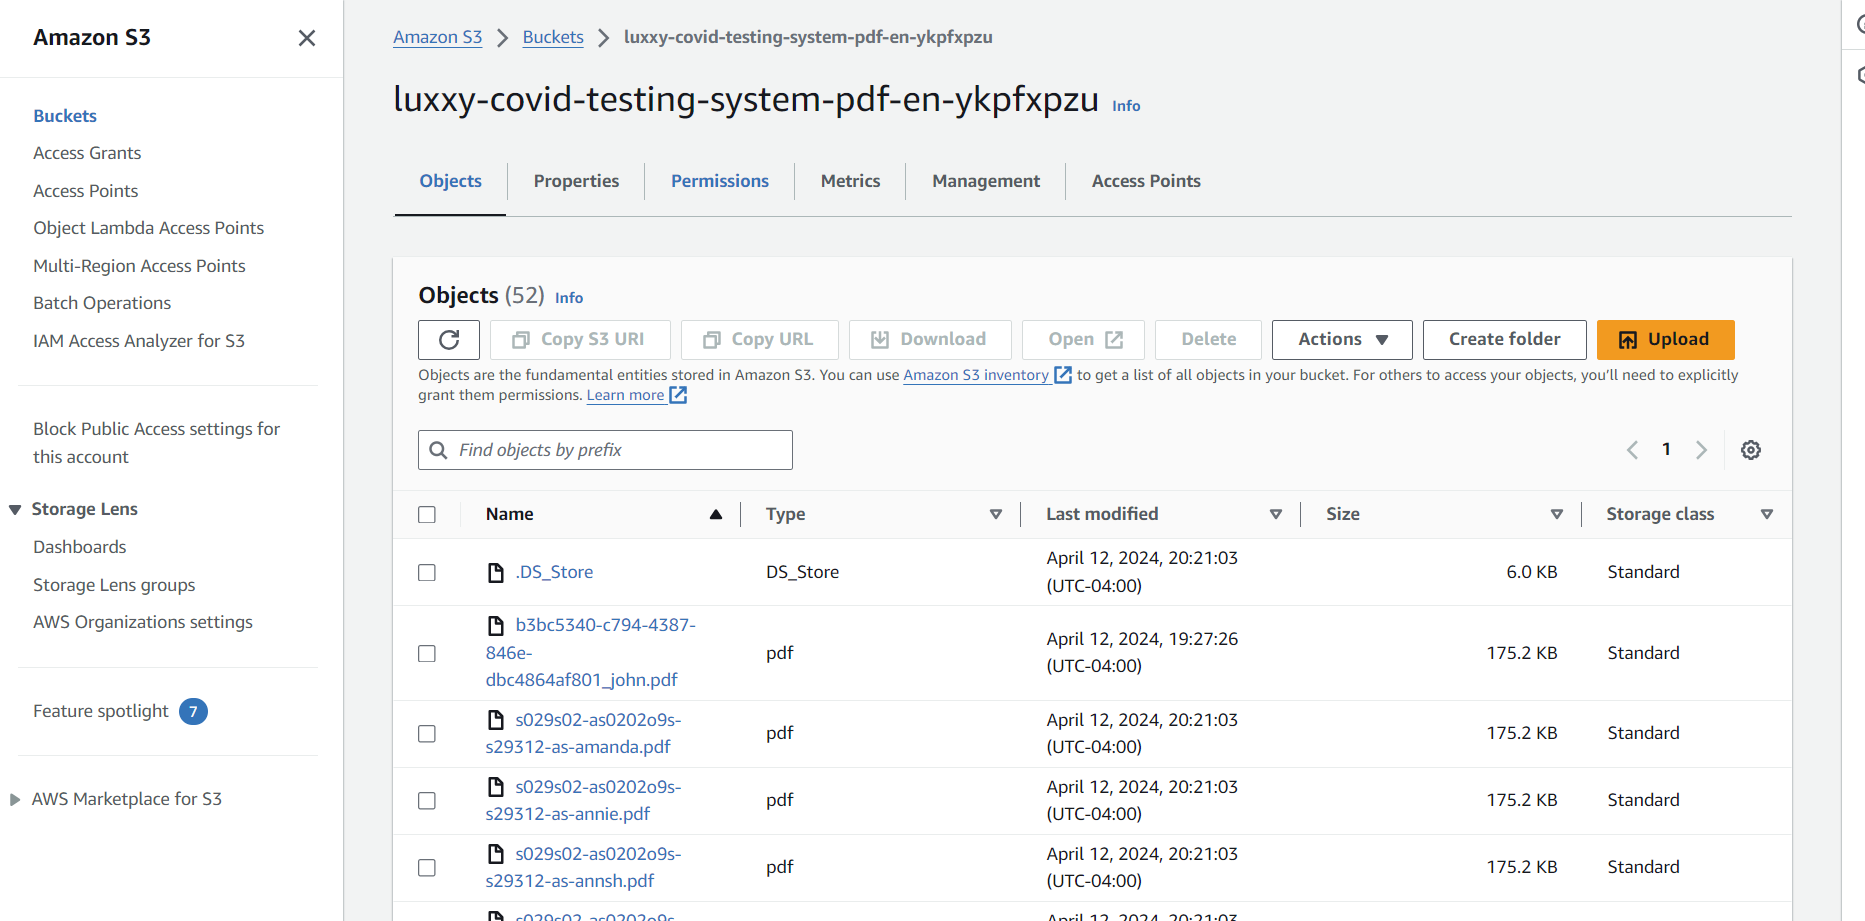 Amazon S3
Buckets
Access Grants
Access Points
Object Lambda Access Points
Multi-Region Access Points
Batch Operations
IAM Access Analyzer for S3
Block Public Access settings for
this account
Storage Lens
Dashboards
Storage Lens groups
AWS Organizations settings
Feature spotlight 7
AWS Marketplace for S3
Amazon S3 > Buckets > luxxy-covid-testing-system-pdf-en-ykpfxpzu
luxxy-covid-testing-system-pdf-en-ykpfxpzu Info
Objects Properties Permissions Metrics Management Access Points
Objects (52) Info
Copy S3 URI Copy URL Download Open Delete Actions Create folder Upload
Objects are the fundamental entities stored in Amazon S3. You can use Amazon S3 inventory to get a list of all objects in your bucket. For others to access your objects, you'll need to explicitly
grant them permissions. Learn more
Find objects by prefix
1
Name Type Last modified Size Storage class
.DS_Store DS_Store April 12, 2024, 20:21:03 6.0 KB Standard
(UTC-04:00)
b3bc5340-c794-4387- April 12, 2024, 19:27:26
846e- pdf (UTC-04:00) 175.2 KB Standard
dbc4864af801_john.pdf
s029s02-as0202o9s- pdf April 12, 2024, 20:21:03 175.2 KB Standard
s29312-as-amanda.pdf (UTC-04:00)
s029s02-as0202o9s- pdf April 12, 2024, 20:21:03 175.2 KB Standard
s29312-as-annie.pdf (UTC-04:00)
s029s02-as0202o9s- pdf April 12, 2024, 20:21:03 175.2 KB Standard
s29312-as-annsh.pdf (UTC-04:00)
s029s02-as0202o9s- April 12, 2024, 20:21:03